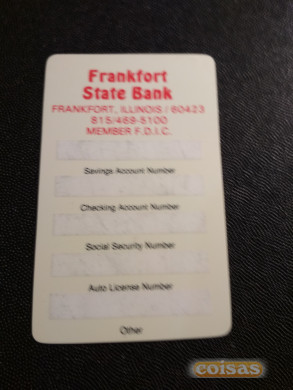 Frankfort
State Bank
FRANKFORT, ILLINOIS / 60423
815/469-5100
MEMBER F.D.I.C.
Savings Account Number
Checking Account Number
Social Security Number
Auto License Number
Other
coisas